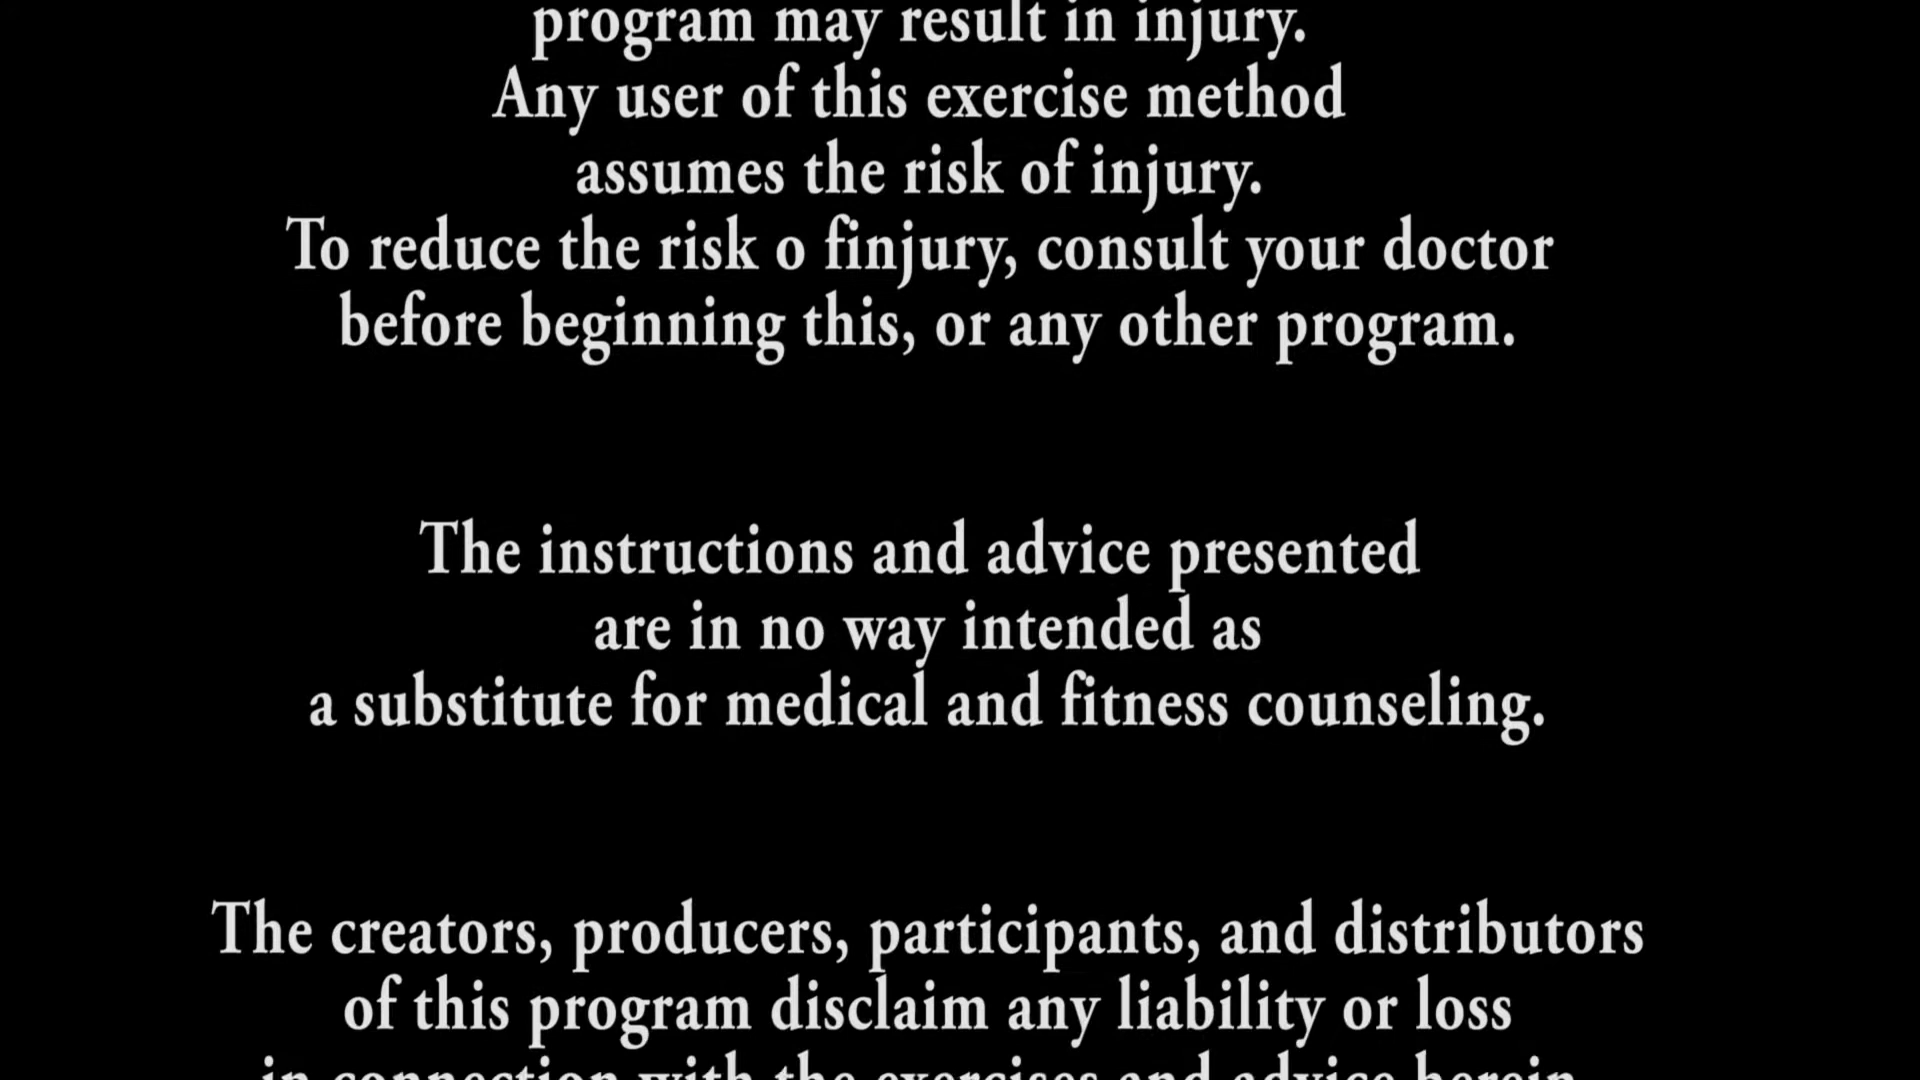 program may result in injury.
Any user of this exercise method
assumes the risk of injury.
To reduce the risk o finjury, consult your doctor
before beginning this, or any other program.
The instructions and advice presented
are in no way intended as
a substitute for medical and fitness counseling.
The creators, producers, participants, and distributors
of this program disclaim any liability or loss
in connection with the exercises and advice herein